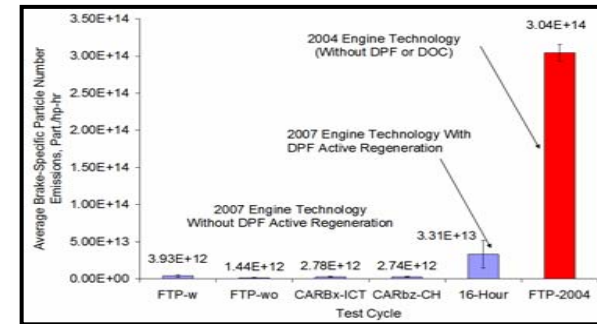 3.50E+14
3.00E+14
2.50E+14
2.00E+14
1.50E+14
1.00E+14
5.00E+13
0.00E+00
Average Brake-Specific Particle Number
Emissions, Part./hp-hr
2004 Engine Technology
(Without DPF or DOC)
3.04E+14
2007 Engine Technology With
DPF Active Regeneration
2007 Engine Technology
Without DPF Active Regeneration
3.93E+12
1.44E+12
2.78E+12
2.74E+12
3.31E+13
FTP-w
FTP-wo
CARBx-ICT
CARbz-CH
16-Hour
FTP-2004
Test Cycle